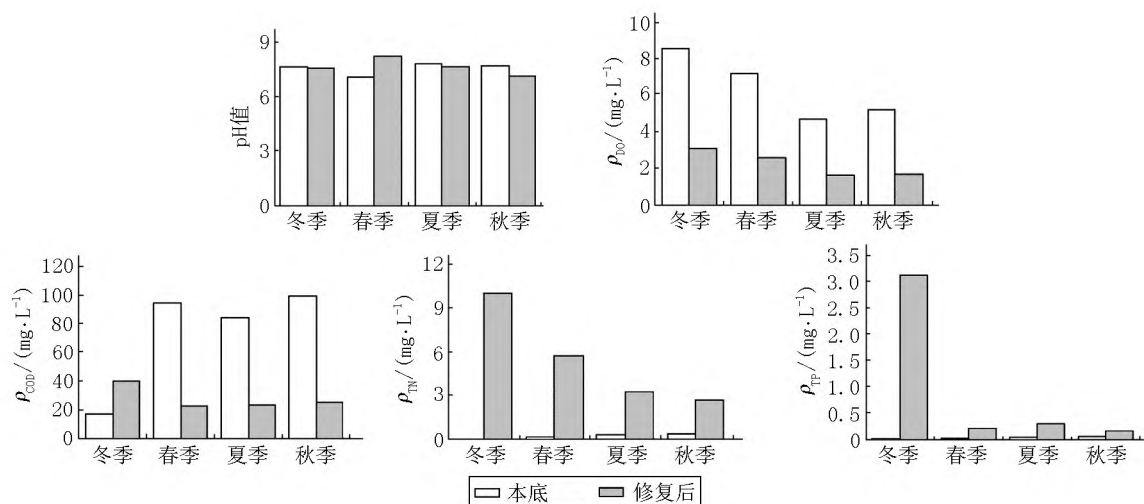 pH值
9
6
3
0
冬季 春季 夏季 秋季
ρDO/(mg·L⁻¹)
10
8
6
4
2
0
冬季 春季 夏季 秋季
ρCOD/(mg·L⁻¹)
120
100
80
60
40
20
0
冬季 春季 夏季 秋季
ρTN/(mg·L⁻¹)
12
9
6
3
0
冬季 春季 夏季 秋季
ρTP/(mg·L⁻¹)
3.5
3.0
2.5
2.0
1.5
1.0
0.5
0
冬季 春季 夏季 秋季
本底 修复后